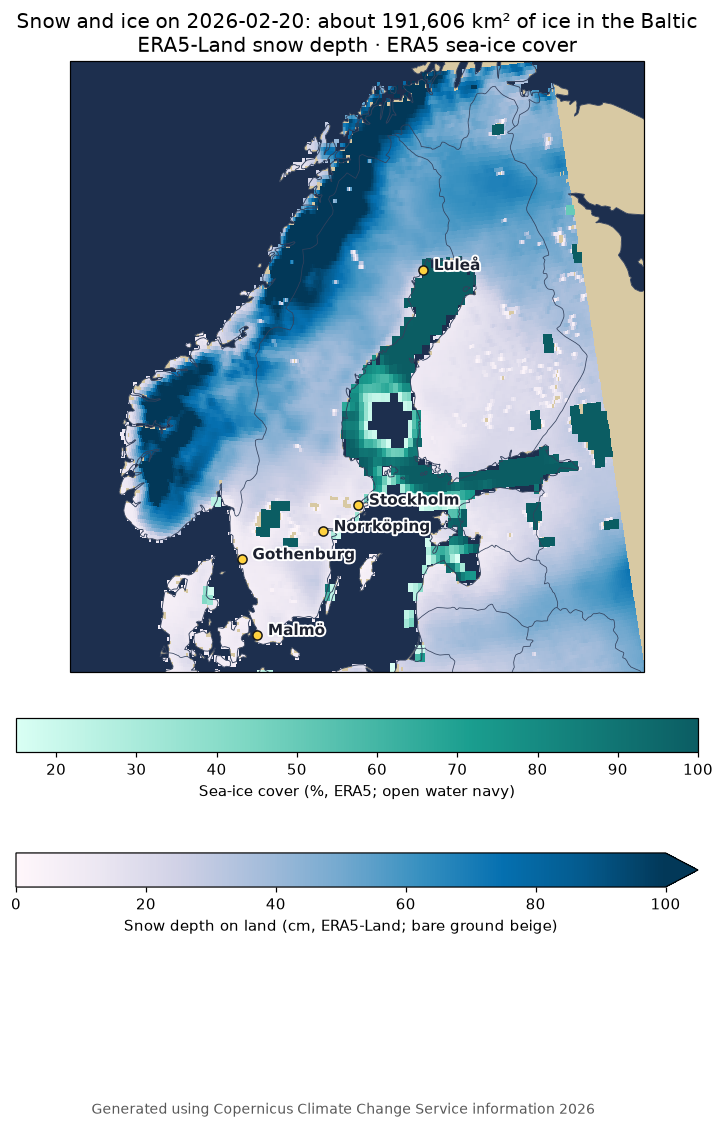 Snow and ice on 2026-02-20: about 191,606 km² of ice in the Baltic
ERA5-Land snow depth · ERA5 sea-ice cover
Luleå
Stockholm
Norrköping
Gothenburg
Malmö
20 30 40 50 60 70 80 90 100
Sea-ice cover (%, ERA5; open water navy)
0 20 40 60 80 100
Snow depth on land (cm, ERA5-Land; bare ground beige)
Generated using Copernicus Climate Change Service information 2026